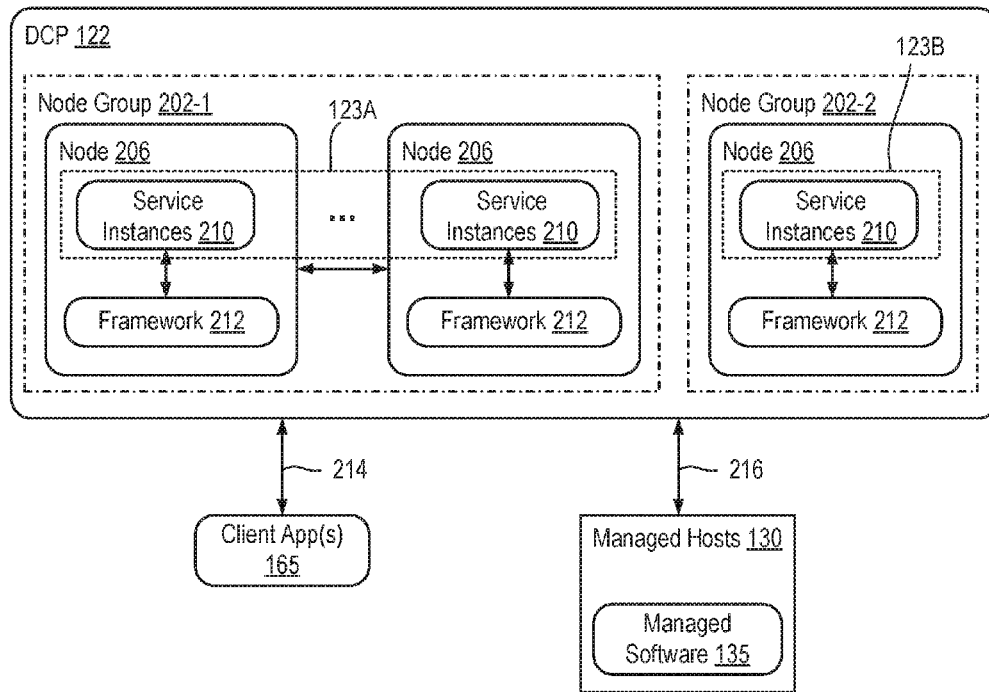 DCP 122
123B
Node Group 202-1
123A
Node Group 202-2
Node 206
Node 206
Node 206
Service
Instances 210
...
Service
Instances 210
Service
Instances 210
Framework 212
Framework 212
Framework 212
214
216
Client App(s)
165
Managed Hosts 130
Managed
Software 135